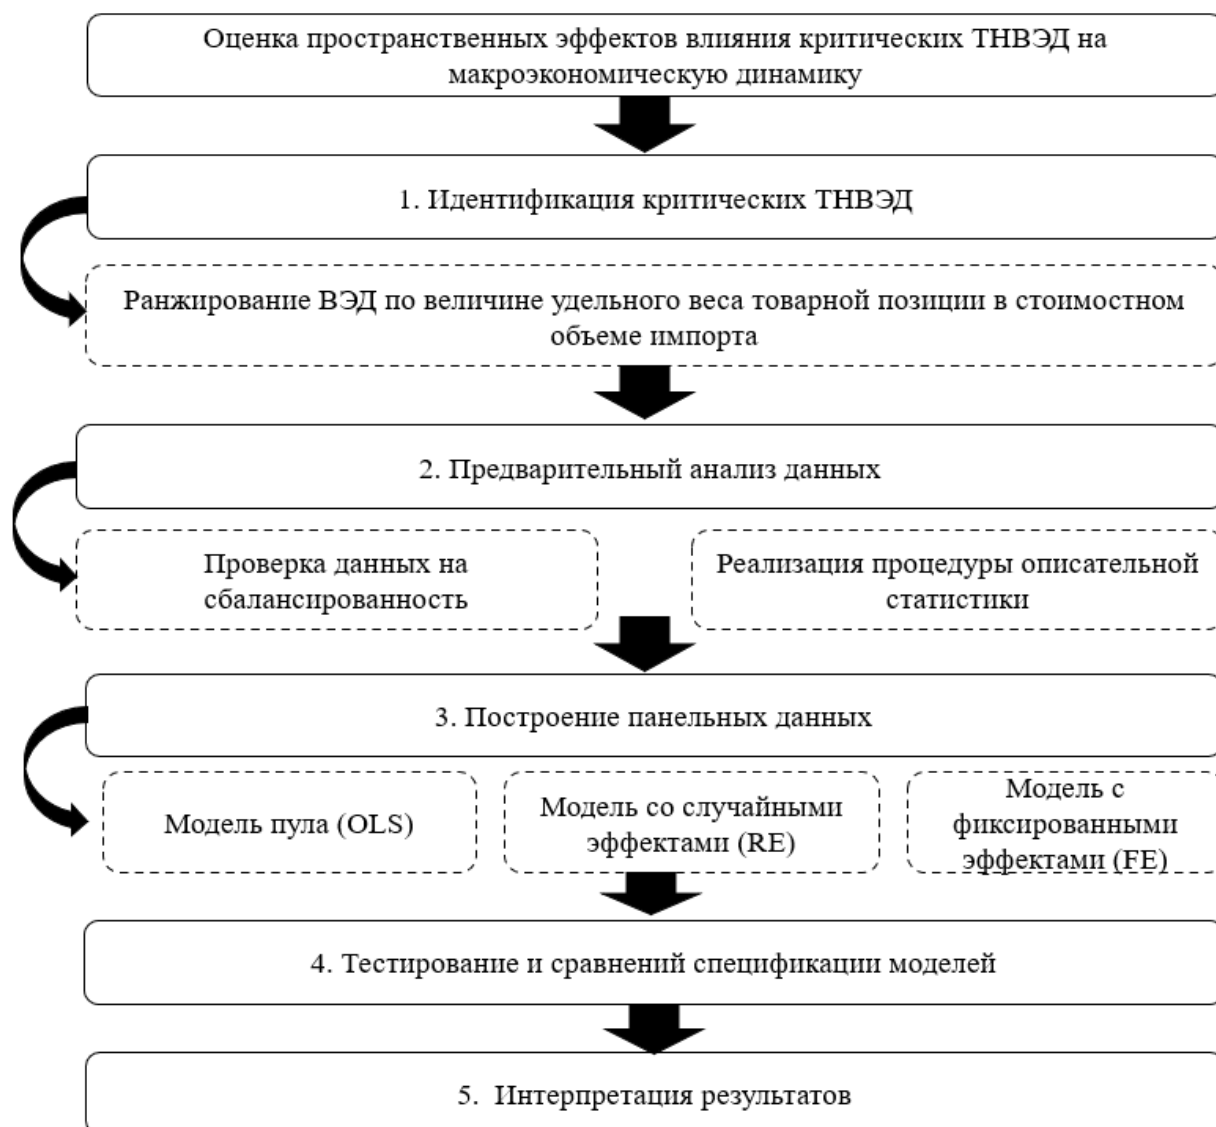 Оценка пространственных эффектов влияния критических ТНВЭД на
макроэкономическую динамику
1. Идентификация критических ТНВЭД
Ранжирование ВЭД по величине удельного веса товарной позиции в стоимостном
объеме импорта
2. Предварительный анализ данных
Проверка данных на
сбалансированность
Реализация процедуры описательной
статистики
3. Построение панельных данных
Модель пула (OLS)
Модель со случайными
эффектами (RE)
Модель с
фиксированными
эффектами (FE)
4. Тестирование и сравнений спецификации моделей
5. Интерпретация результатов